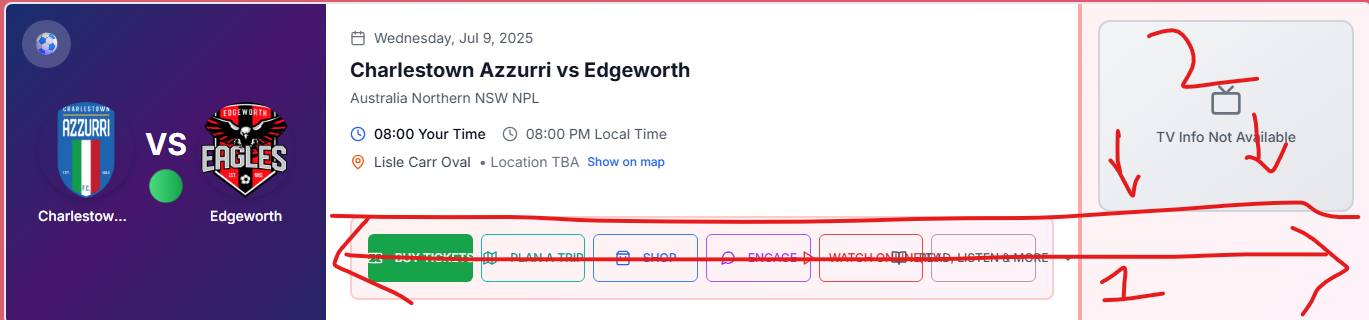 Wednesday, Jul 9, 2025
Charlestown Azzurri vs Edgeworth
Australia Northern NSW NPL
08:00 Your Time 08:00 PM Local Time
Lisle Carr Oval • Location TBA Show on map
CHARLESTOWN
AZZURRI
F.C.
VS
EDGEWORTH
EAGLES
Charlestow...
Edgeworth
2
TV Info Not Available
BUY TICKETS
PLAN A TRIP
SHOP
ENGAGE
WATCH ON
READ, LISTEN & MORE
1